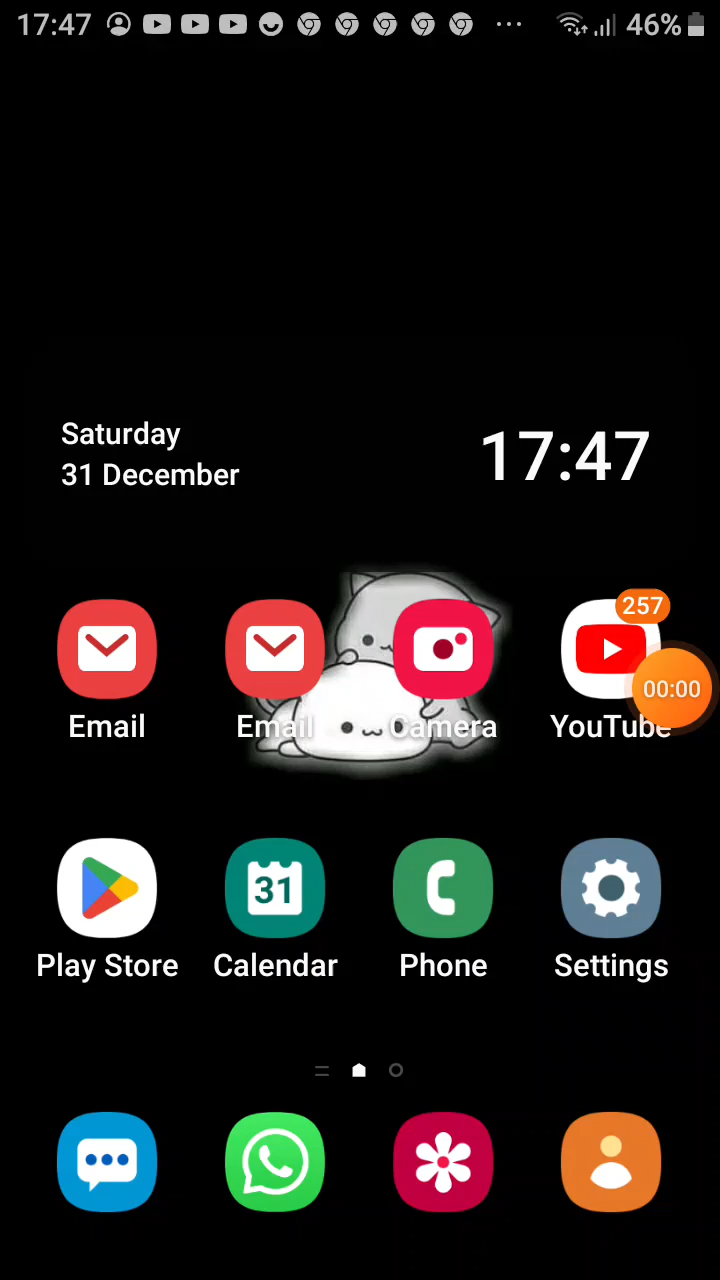 17:47 46%
Saturday
31 December
17:47
257
00:00
Email Email Camera YouTube
31
Play Store Calendar Phone Settings